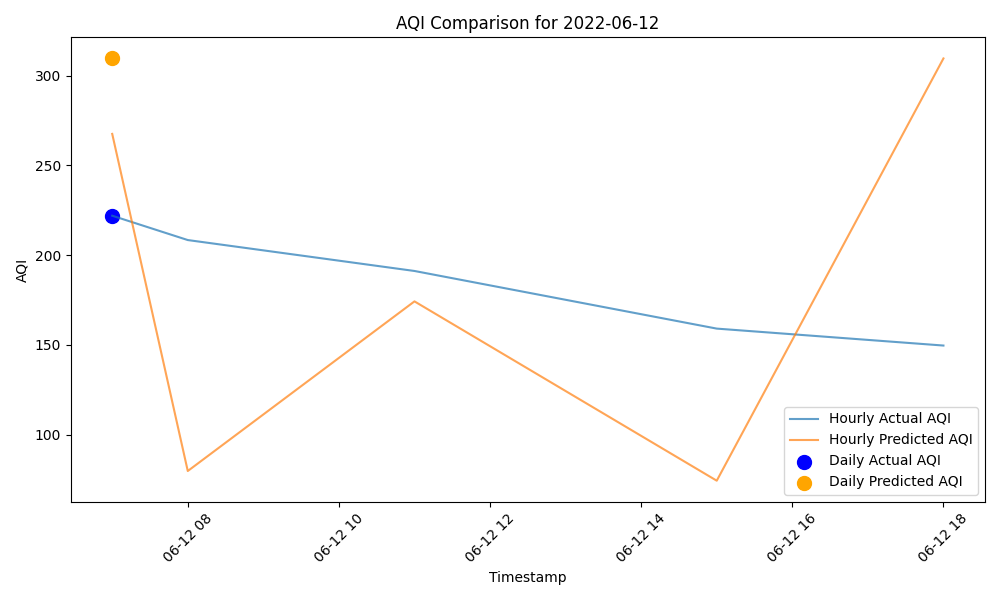 AQI Comparison for 2022-06-12
AQI
300
250
200
150
100
Hourly Actual AQI
Hourly Predicted AQI
Daily Actual AQI
Daily Predicted AQI
06-12 08
06-12 10
06-12 12
06-12 14
06-12 16
06-12 18
Timestamp